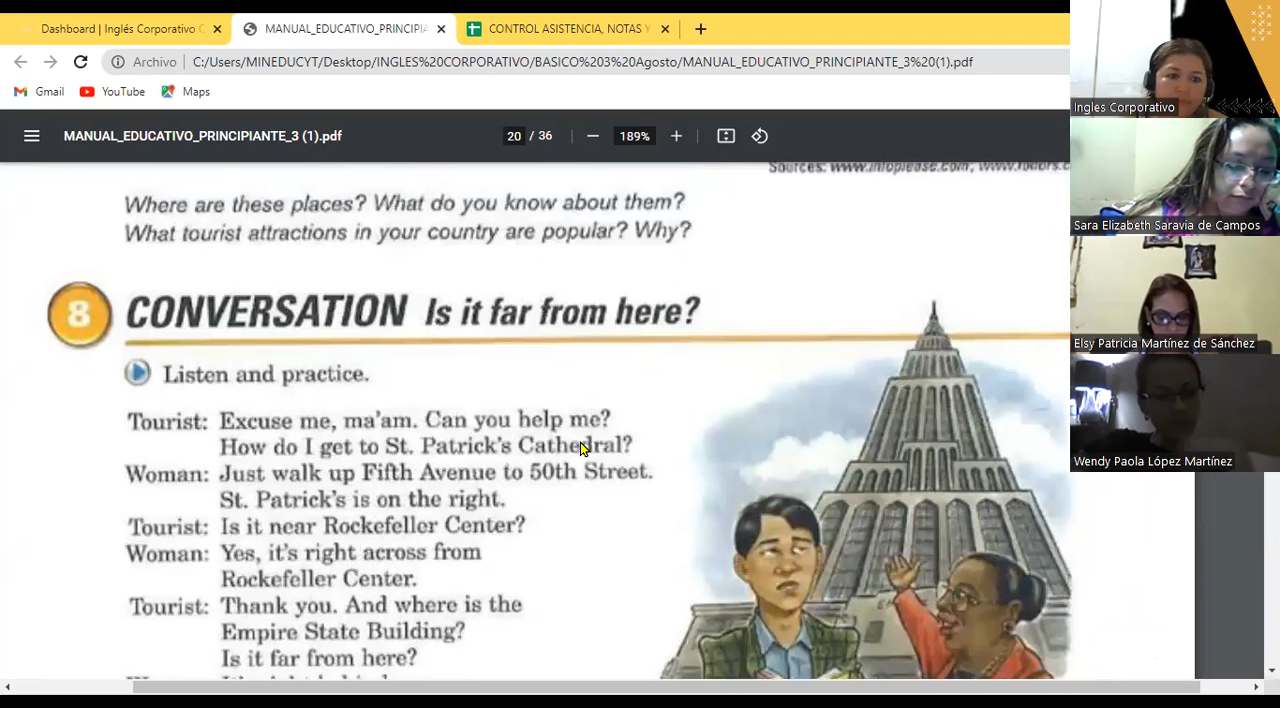 Dashboard | Inglés Corporativo
MANUAL_EDUCATIVO_PRINCIPIA
CONTROL ASISTENCIA, NOTAS Y
Archivo
C:/Users/MINEDUCYT/Desktop/INGLES%20CORPORATIVO/BASICO%203%20Agosto/MANUAL_EDUCATIVO_PRINCIPIANTE_3%20(1).pdf
Gmail
YouTube
Maps
MANUAL_EDUCATIVO_PRINCIPIANTE_3 (1).pdf
20 / 36
189%
Sources: www.infoplease.com,
Where are these places? What do you know about them?
What tourist attractions in your country are popular? Why?
8
CONVERSATION Is it far from here?
Listen and practice.
Tourist: Excuse me, ma'am. Can you help me?
How do I get to St. Patrick's Cathedral?
Woman: Just walk up Fifth Avenue to 50th Street.
St. Patrick's is on the right.
Tourist: Is it near Rockefeller Center?
Woman: Yes, it's right across from
Rockefeller Center.
Tourist: Thank you. And where is the
Empire State Building?
Is it far from here?
Ingles Corporativo
Sara Elizabeth Saravia de Campos
Elsy Patricia Martínez de Sánchez
Wendy Paola López Martínez